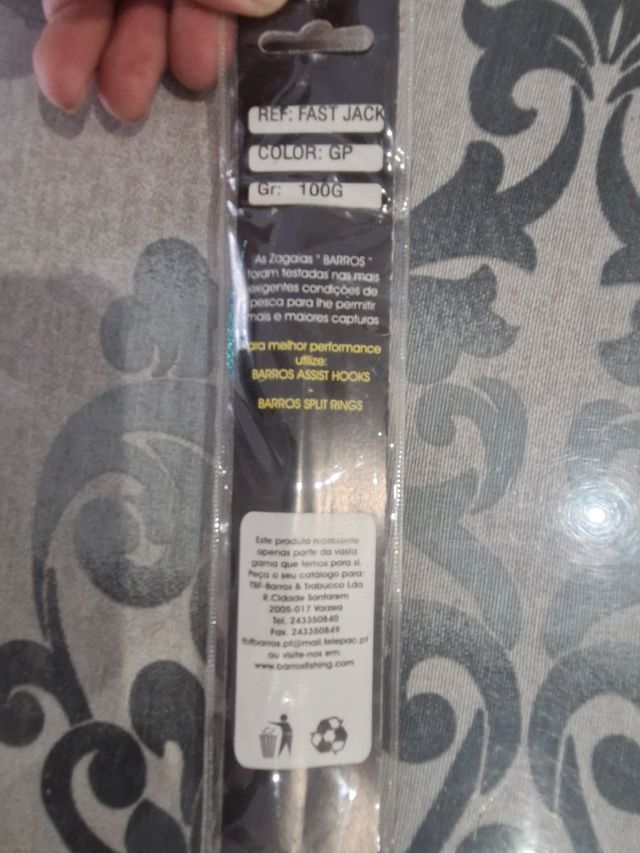 REF: FAST JACK
COLOR: GP
Gr: 100G
As Zagaias " BARROS "
foram testadas nas mais
exigentes condições de
pesca para lhe permitir
mais e maiores capturas
Para melhor performance
utilize:
BARROS ASSIST HOOKS
-
BARROS SPLIT RINGS
Este produto representa
apenas parte da vasta
gama que temos para si.
Peça o seu catálogo para:
TBF-Barros & Trabucco Lda
R.Cidade Santarem
2005-017 Varzea
Tel. 243350840
Fax. 243350849
tbfbarros.pt@mail.telepac.pt
ou visite-nos em:
www.barrosfishing.com